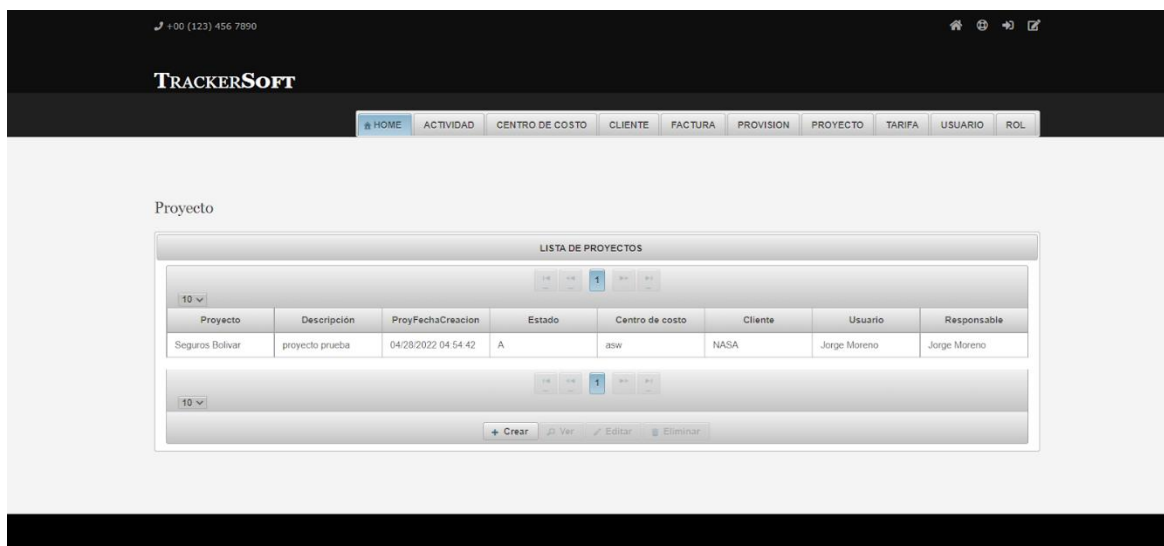 +00 (123) 456 7890
TRACKERSOFT
HOME ACTIVIDAD CENTRO DE COSTO CLIENTE FACTURA PROVISION PROYECTO TARIFA USUARIO ROL
Proyecto
LISTA DE PROYECTOS
1
10
Proyecto Descripción ProyFechaCreacion Estado Centro de costo Cliente Usuario Responsable
Seguros Bolivar proyecto prueba 04/28/2022 04:54:42 A asw NASA Jorge Moreno Jorge Moreno
1
10
+ Crear Ver Editar Eliminar